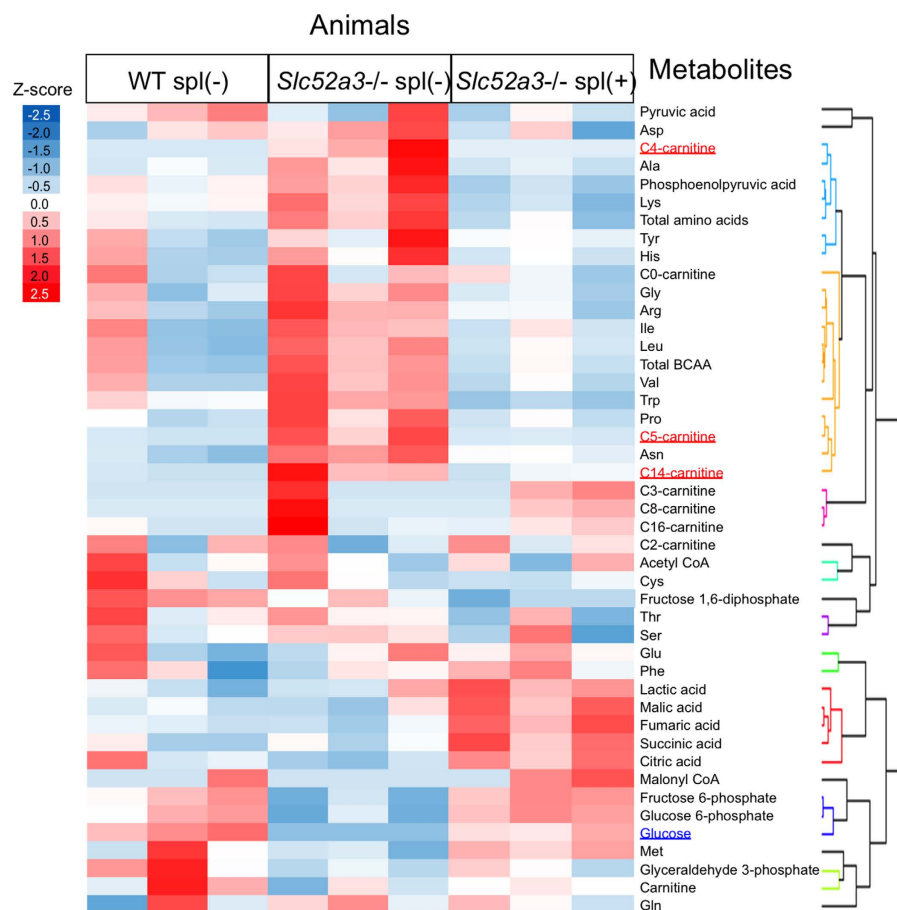 Animals
WT spl(-)
Slc52a3-/- spl(-)
Slc52a3-/- spl(+)
Metabolites
Z-score
-2.5
-2.0
-1.5
-1.0
-0.5
0.0
0.5
1.0
1.5
2.0
2.5
Pyruvic acid
Asp
C4-carnitine
Ala
Phosphoenolpyruvic acid
Lys
Total amino acids
Tyr
His
C0-carnitine
Gly
Arg
Ile
Leu
Total BCAA
Val
Trp
Pro
C5-carnitine
Asn
C14-carnitine
C3-carnitine
C8-carnitine
C16-carnitine
C2-carnitine
Acetyl CoA
Cys
Fructose 1,6-diphosphate
Thr
Ser
Glu
Phe
Lactic acid
Malic acid
Fumaric acid
Succinic acid
Citric acid
Malonyl CoA
Fructose 6-phosphate
Glucose 6-phosphate
Glucose
Met
Glyceraldehyde 3-phosphate
Carnitine
Gln